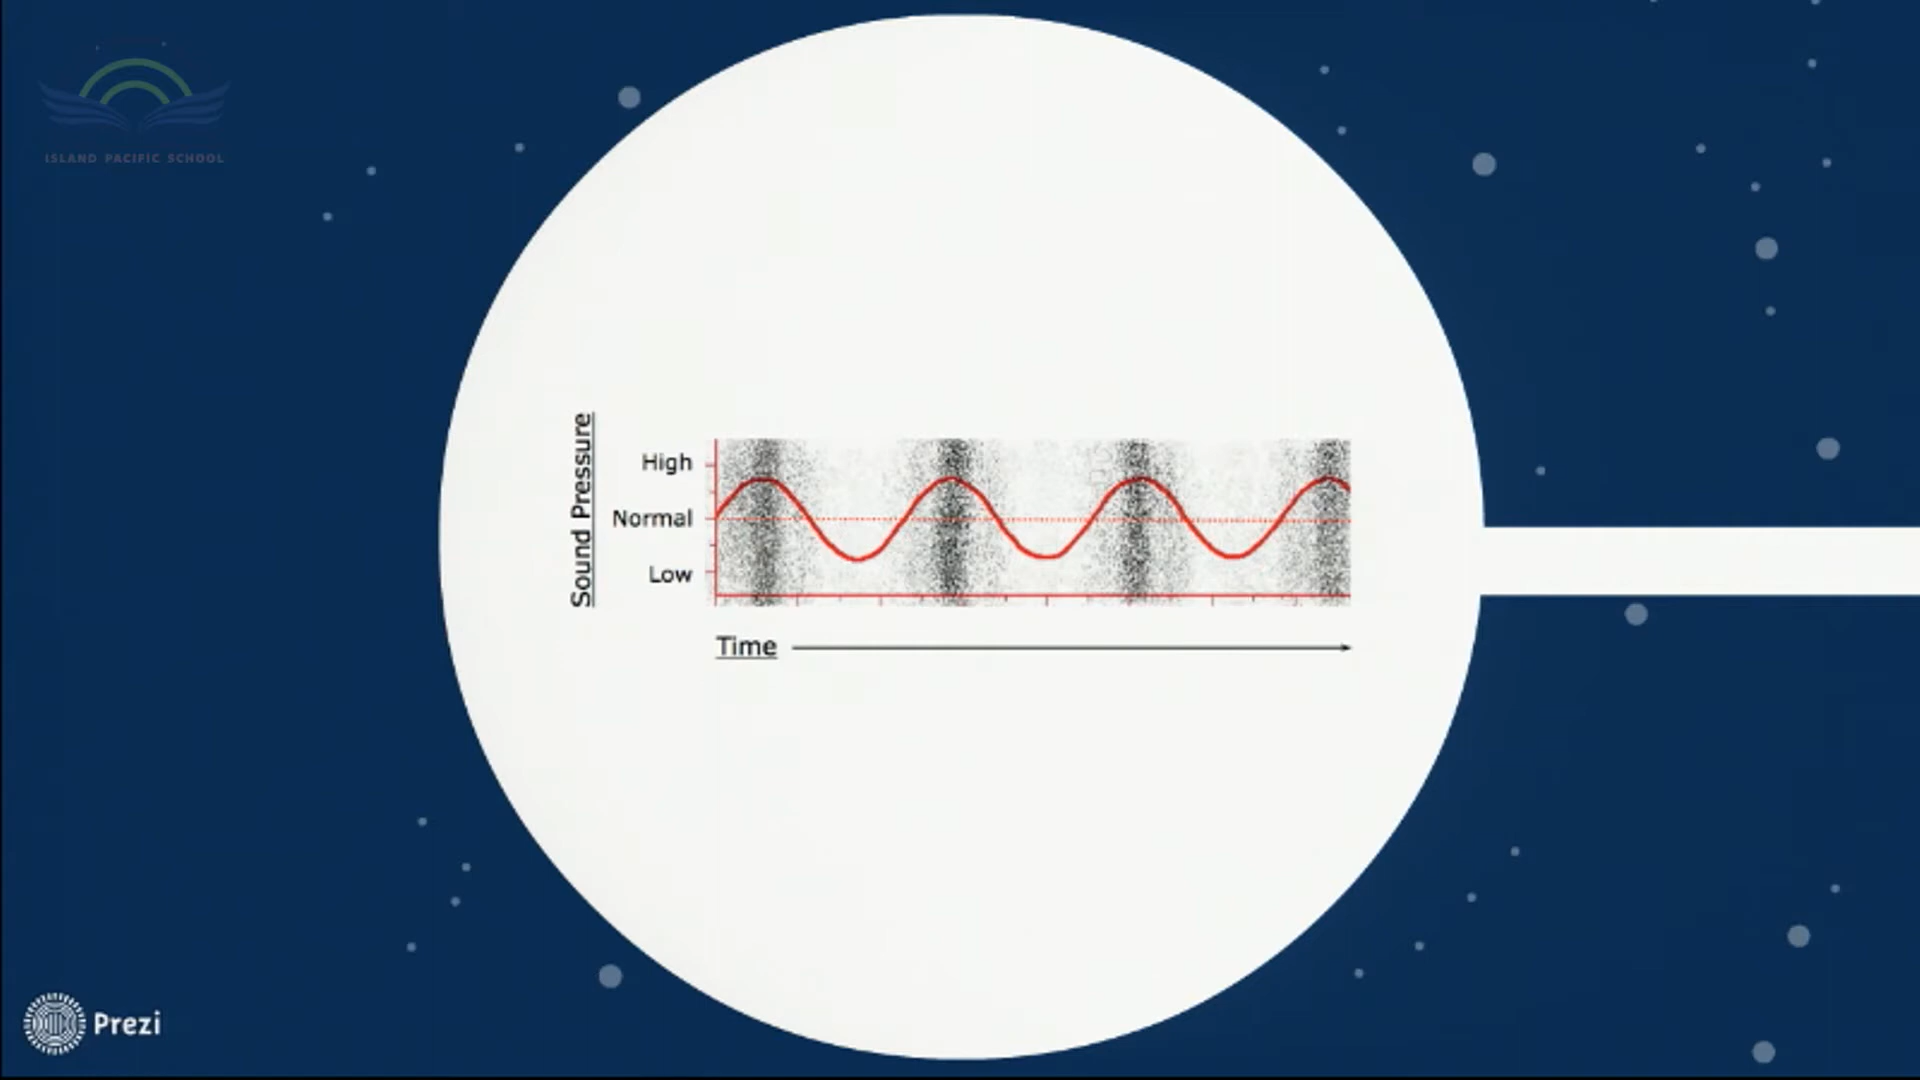 ISLAND PACIFIC SCHOOL
Sound Pressure
High
Normal
Low
Time
Prezi